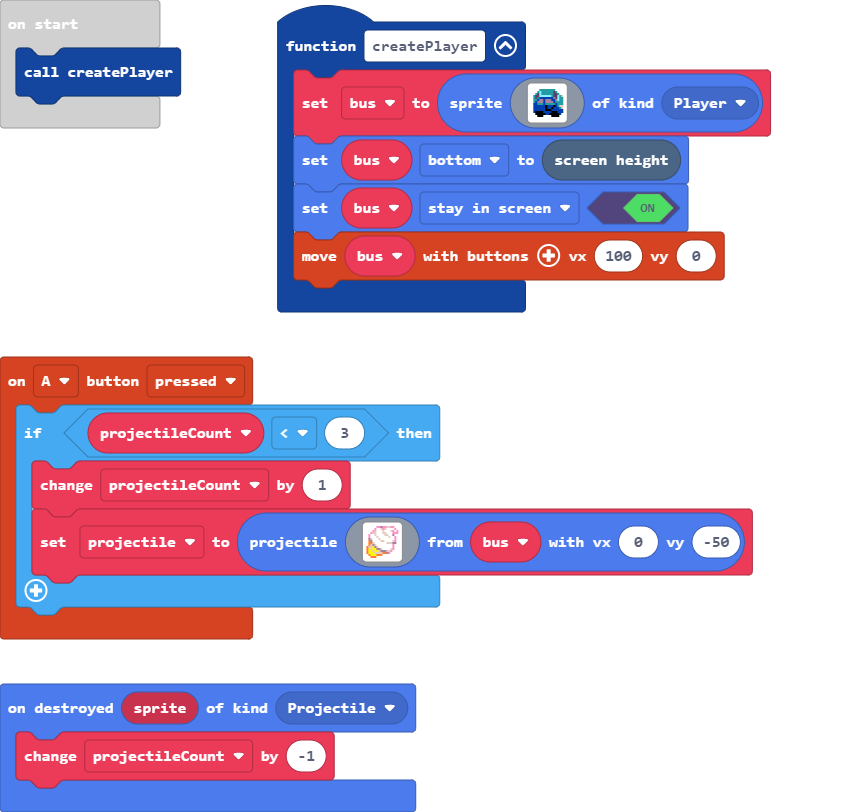 on start
call createPlayer
function createPlayer
set bus to sprite of kind Player
set bus bottom to screen height
set bus stay in screen ON
move bus with buttons vx 100 vy 0
on A button pressed
if projectileCount < 3 then
change projectileCount by 1
set projectile to projectile from bus with vx 0 vy -50
on destroyed sprite of kind Projectile
change projectileCount by -1